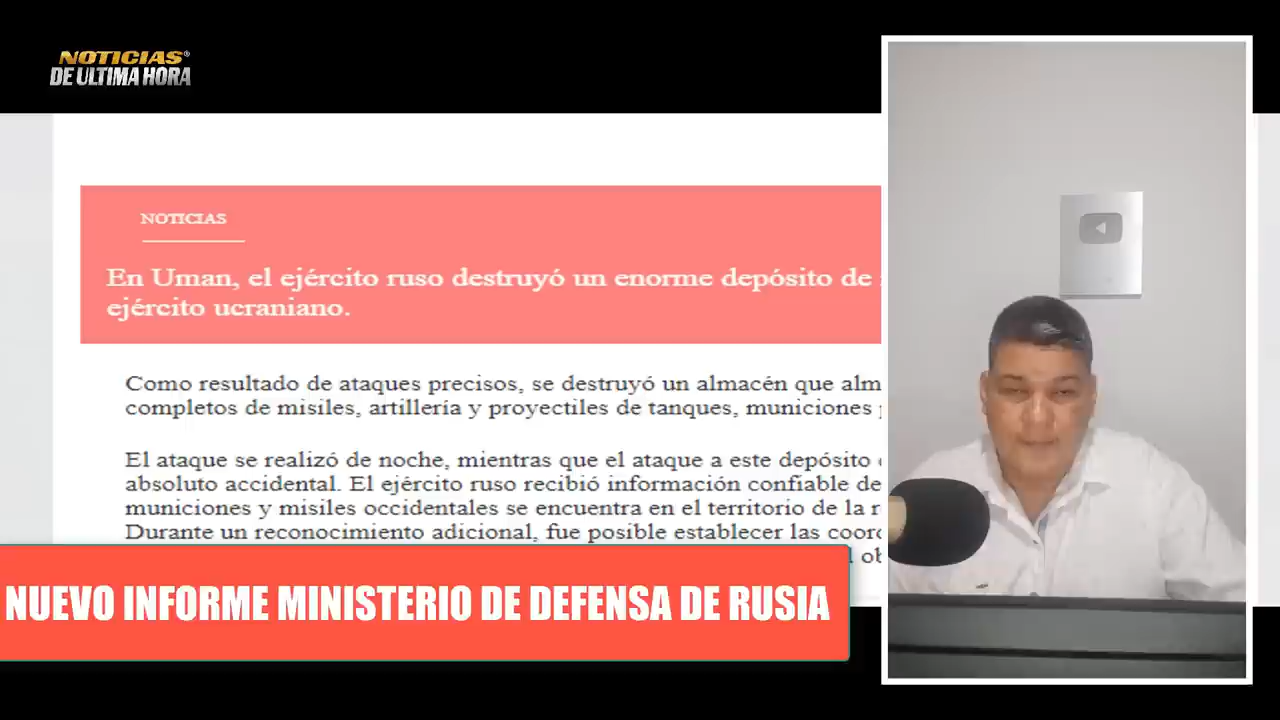 NOTICIAS®
DE ULTIMA HORA
NOTICIAS
En Uman, el ejército ruso destruyó un enorme depósito de
ejército ucraniano.
Como resultado de ataques precisos, se destruyó un almacén que alm
completos de misiles, artillería y proyectiles de tanques, municiones
El ataque se realizó de noche, mientras que el ataque a este depósito
absoluto accidental. El ejército ruso recibió información confiable de
municiones y misiles occidentales se encuentra en el territorio de la r
Durante un reconocimiento adicional, fue posible establecer las coord
NUEVO INFORME MINISTERIO DE DEFENSA DE RUSIA